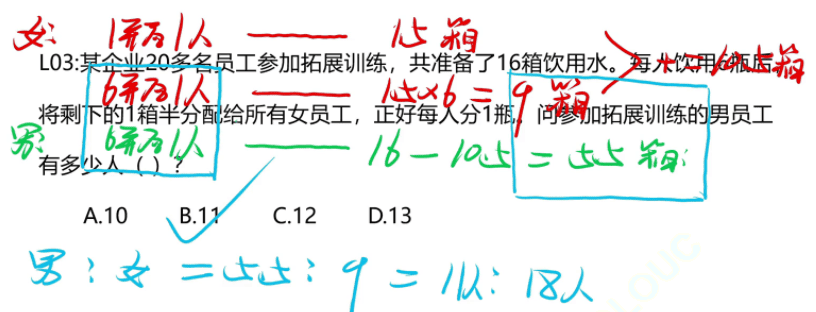 女: 1瓶/1人 —— 1.5箱
L03:某企业20多名员工参加拓展训练，共准备了16箱饮用水。每人饮用6瓶后
6瓶/1人 —— 1.5×6=9箱 > +=10.5箱
将剩下的1箱半分配给所有女员工，正好每人分1瓶。问参加拓展训练的男员工
男: 6瓶/1人 —— 16-10.5=5.5箱
有多少人（ ）？
A.10 B.11 C.12 D.13
男:女=5.5:9=11人:18人